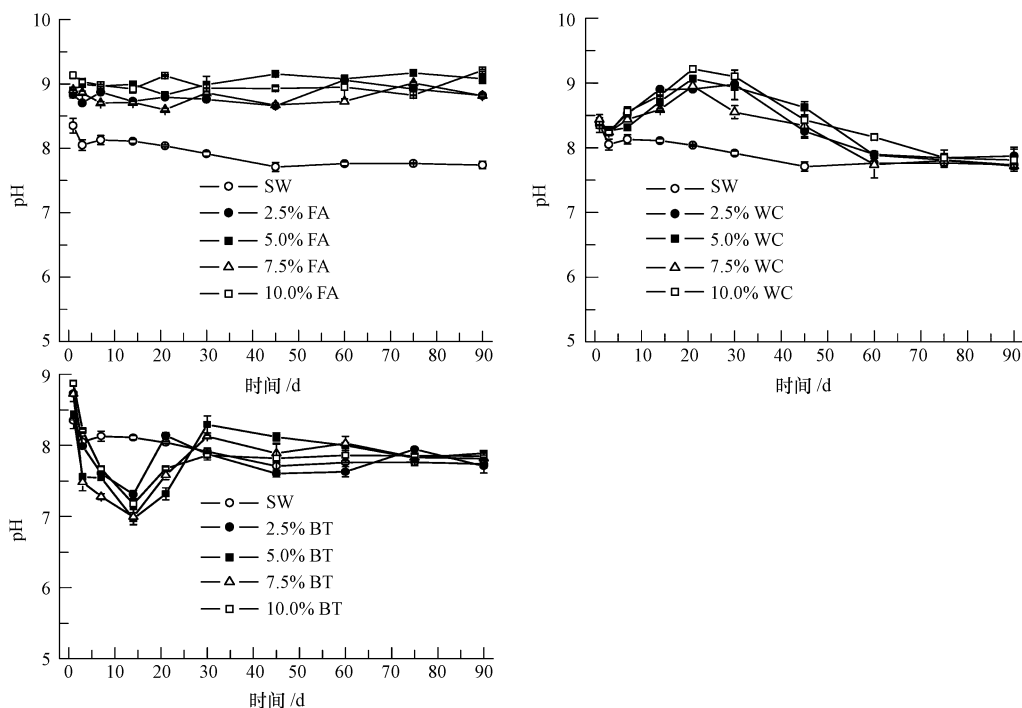 10
9
8
7
6
5
pH
SW
2.5% FA
5.0% FA
7.5% FA
10.0% FA
0 10 20 30 40 50 60 70 80 90
时间 /d
10
9
8
7
6
5
pH
SW
2.5% WC
5.0% WC
7.5% WC
10.0% WC
0 10 20 30 40 50 60 70 80 90
时间 /d
9
8
7
6
5
pH
SW
2.5% BT
5.0% BT
7.5% BT
10.0% BT
0 10 20 30 40 50 60 70 80 90
时间 /d